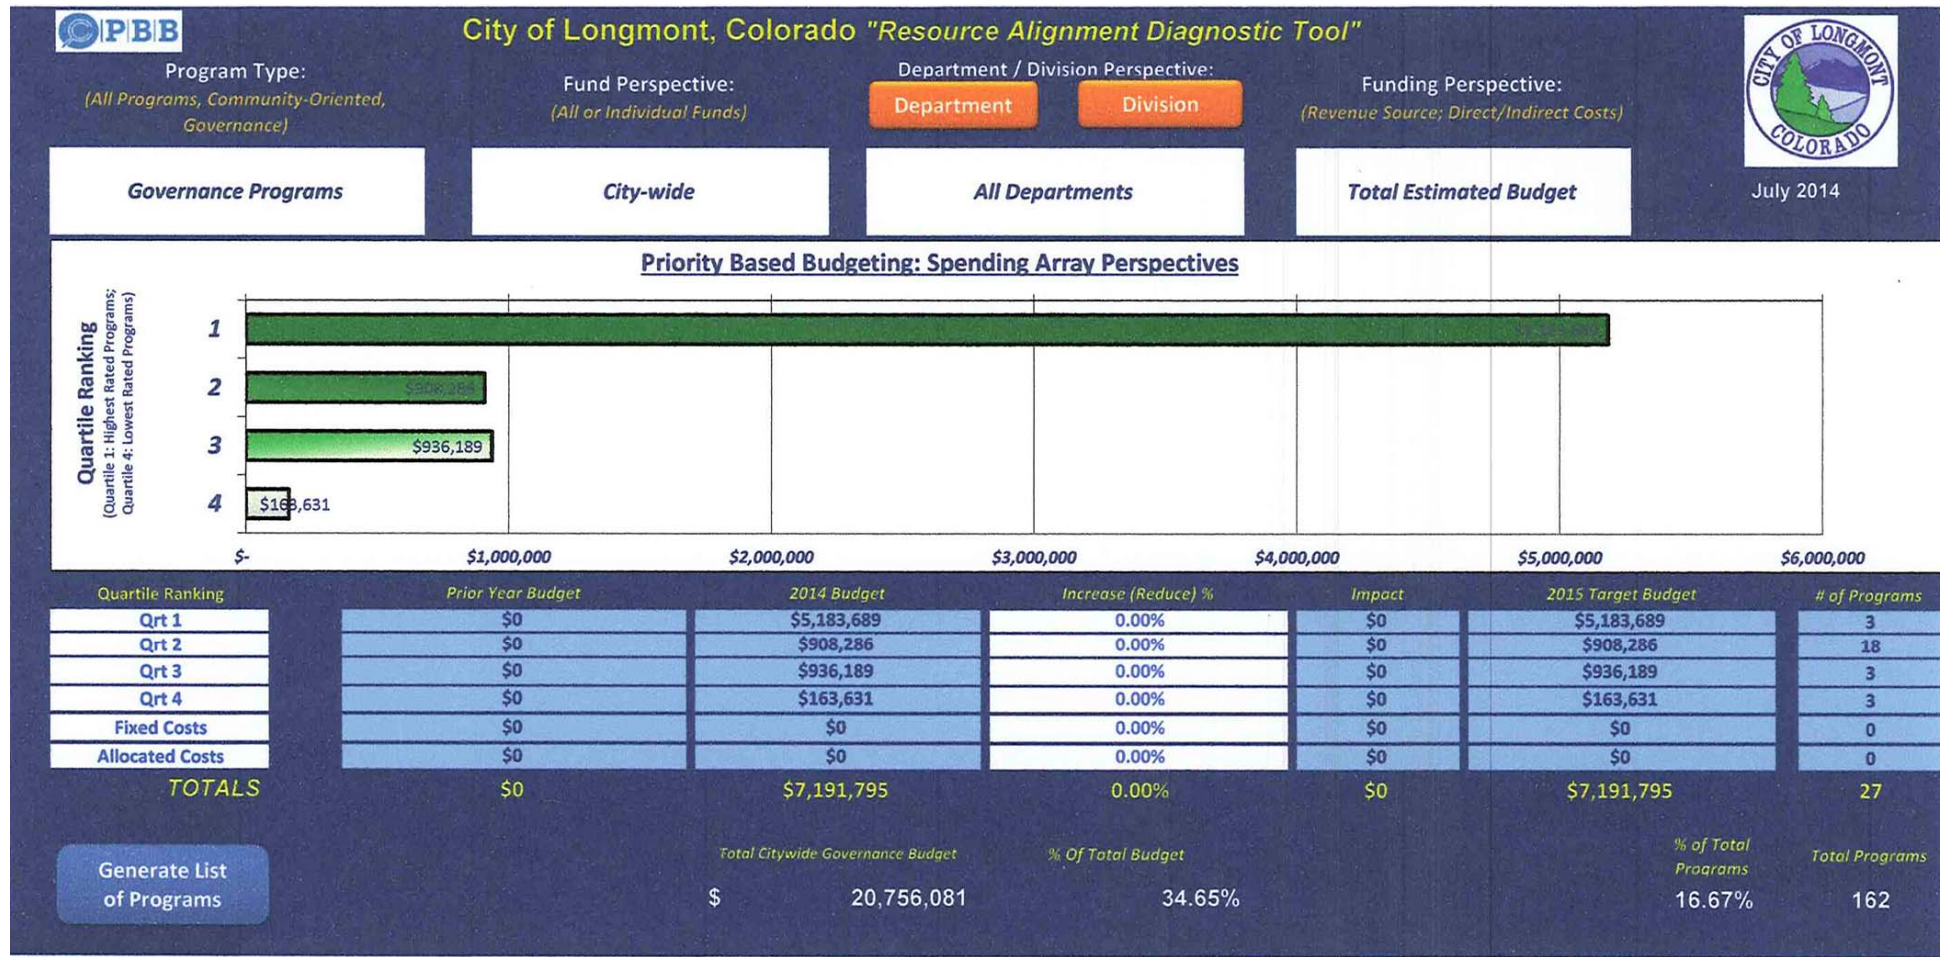 PBB
City of Longmont, Colorado "Resource Alignment Diagnostic Tool"
CITY OF LONGMONT
COLORADO
Program Type:
(All Programs, Community-Oriented,
Governance)
Fund Perspective:
(All or Individual Funds)
Department / Division Perspective:
Department Division
Funding Perspective:
(Revenue Source; Direct/Indirect Costs)
Governance Programs City-wide All Departments Total Estimated Budget July 2014
Priority Based Budgeting: Spending Array Perspectives
Quartile Ranking
(Quartile 1: Highest Rated Programs;
Quartile 4: Lowest Rated Programs)
1
2 $908,286
3 $936,189
4 $163,631
$- $1,000,000 $2,000,000 $3,000,000 $4,000,000 $5,000,000 $6,000,000
Quartile Ranking Prior Year Budget 2014 Budget Increase (Reduce) % Impact 2015 Target Budget # of Programs
Qrt 1 $0 $5,183,689 0.00% $0 $5,183,689 3
Qrt 2 $0 $908,286 0.00% $0 $908,286 18
Qrt 3 $0 $936,189 0.00% $0 $936,189 3
Qrt 4 $0 $163,631 0.00% $0 $163,631 3
Fixed Costs $0 $0 0.00% $0 $0 0
Allocated Costs $0 $0 0.00% $0 $0 0
TOTALS $0 $7,191,795 0.00% $0 $7,191,795 27
Generate List
of Programs
Total Citywide Governance Budget % Of Total Budget
$ 20,756,081 34.65%
% of Total
Programs
Total Programs
16.67% 162